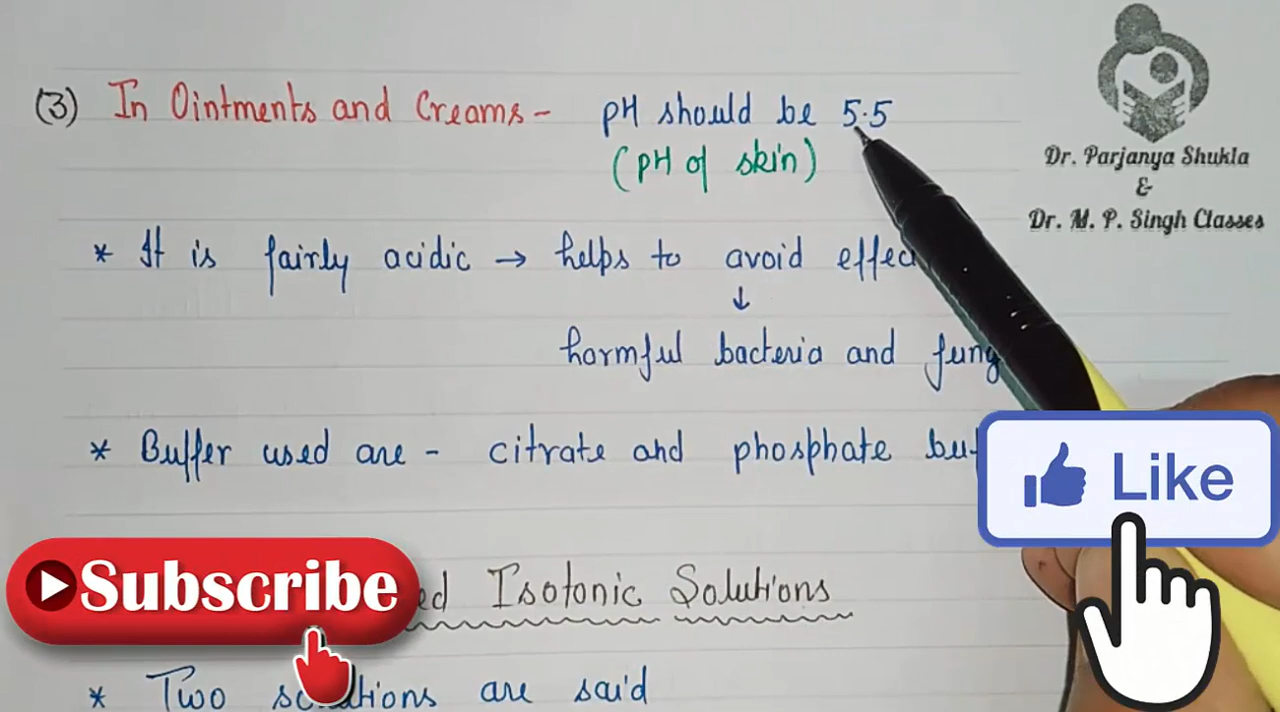 (3) In Ointments and Creams - pH should be 5.5
(pH of skin)
Dr. Parjanya Shukla
&
Dr. M. P. Singh Classes
* It is fairly acidic → helps to avoid
↓
harmful bacteria and
* Buffer used are - citrate and phosphate
Like
Subscribe
Isotonic Solutions
* Two solutions are said